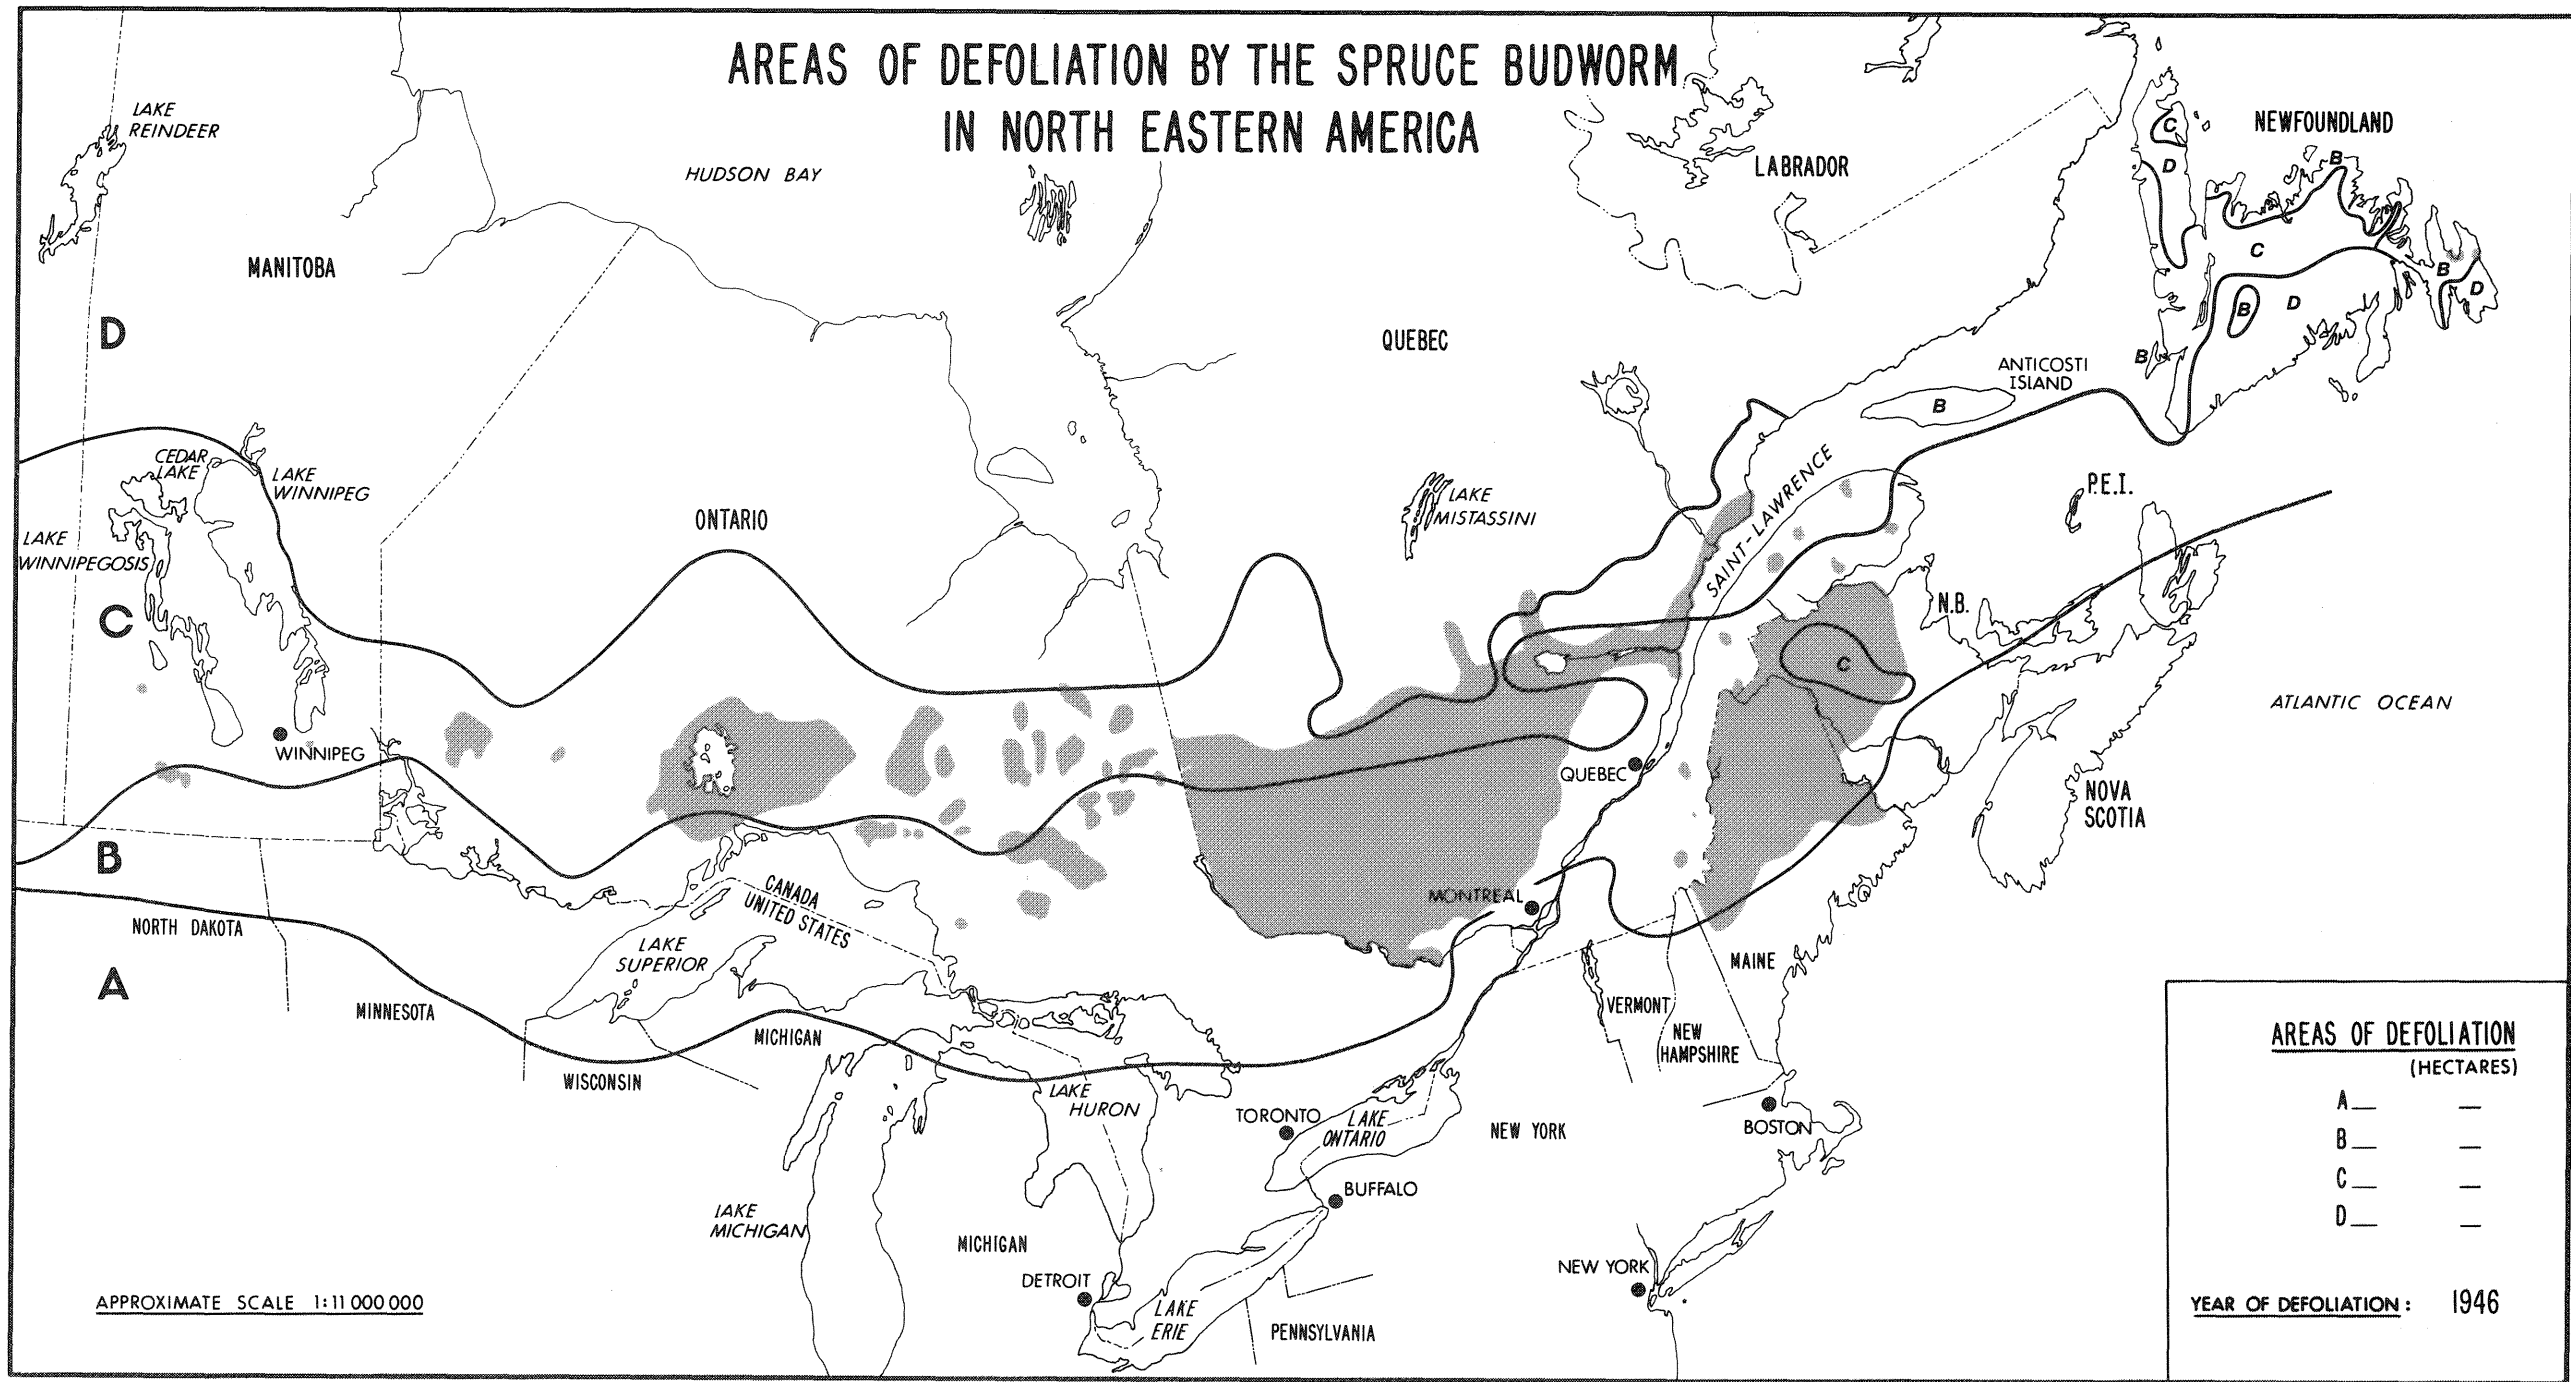 AREAS OF DEFOLIATION BY THE SPRUCE BUDWORM
IN NORTH EASTERN AMERICA
LAKE
REINDEER
HUDSON BAY
LABRADOR
NEWFOUNDLAND
C
D
B
MANITOBA
C
B
D
B
D
D
QUEBEC
B
ANTICOSTI
ISLAND
B
CEDAR
LAKE
LAKE
WINNIPEG
LAKE
WINNIPEGOSIS
ONTARIO
LAKE
MISTASSINI
SAINT-LAWRENCE
P.E.I.
C
N.B.
C
ATLANTIC OCEAN
WINNIPEG
QUEBEC
NOVA
SCOTIA
B
NORTH DAKOTA
CANADA
UNITED STATES
MONTREAL
LAKE
SUPERIOR
A
MINNESOTA
MICHIGAN
WISCONSIN
MAINE
VERMONT
NEW
HAMPSHIRE
LAKE
HURON
TORONTO
LAKE
ONTARIO
NEW YORK
BOSTON
BUFFALO
LAKE
MICHIGAN
MICHIGAN
DETROIT
LAKE
ERIE
PENNSYLVANIA
NEW YORK
APPROXIMATE SCALE 1:11 000 000
AREAS OF DEFOLIATION
(HECTARES)
A__ —
B__ —
C__ —
D__ —
YEAR OF DEFOLIATION: 1946